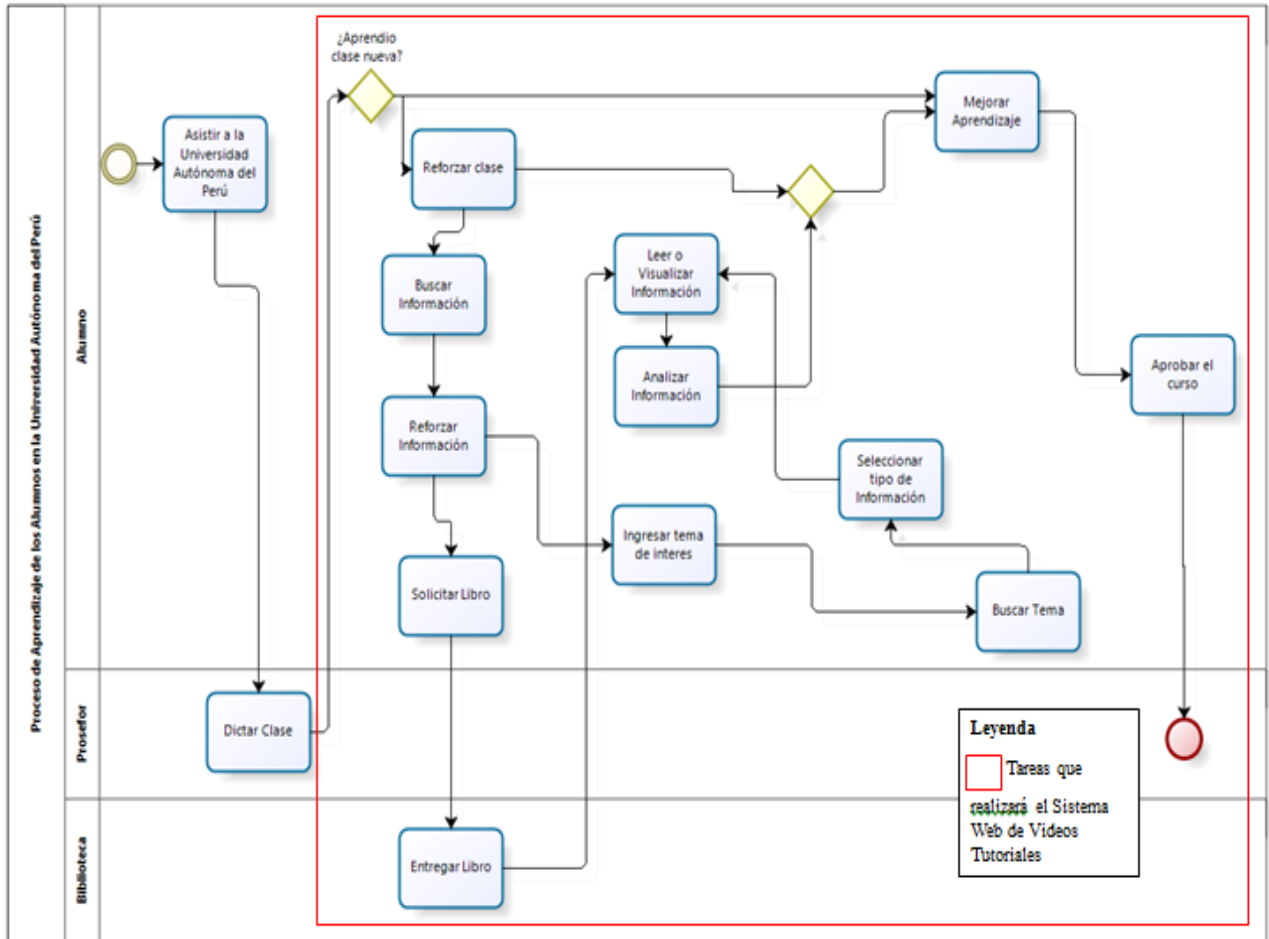 Proceso de Aprendizaje de los Alumnos en la Universidad Autónoma del Perú
Alumno
¿Aprendio
clase nueva?
Asistir a la
Universidad
Autónoma del
Perú
Reforzar clase
Mejorar
Aprendizaje
Buscar
Información
Leer o
Visualizar
Información
Analizar
Información
Aprobar el
curso
Reforzar
Información
Seleccionar
tipo de
Información
Ingresar tema
de interes
Solicitar Libro
Buscar Tema
Prosefor
Dictar Clase
Leyenda
Tareas que
realizará el Sistema
Web de Videos
Tutoriales
Biblioteca
Entregar Libro